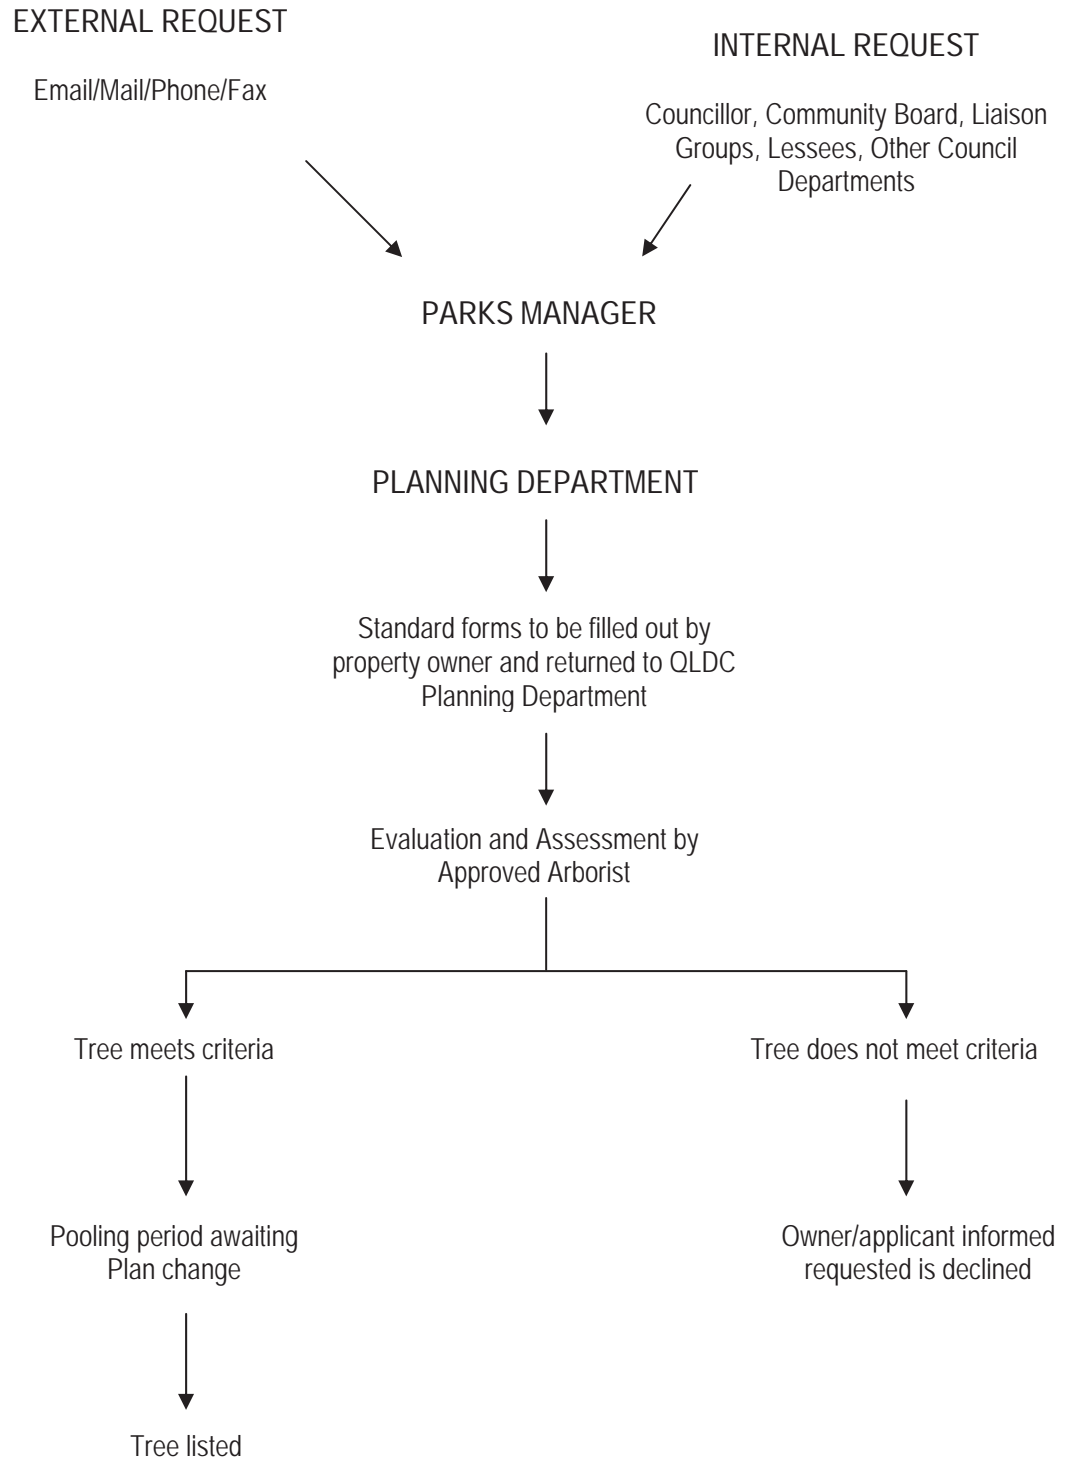 EXTERNAL REQUEST
Email/Mail/Phone/Fax
INTERNAL REQUEST
Councillor, Community Board, Liaison
Groups, Lessees, Other Council
Departments
PARKS MANAGER
PLANNING DEPARTMENT
Standard forms to be filled out by
property owner and returned to QLDC
Planning Department
Evaluation and Assessment by
Approved Arborist
Tree meets criteria
Tree does not meet criteria
Pooling period awaiting
Plan change
Owner/applicant informed
requested is declined
Tree listed